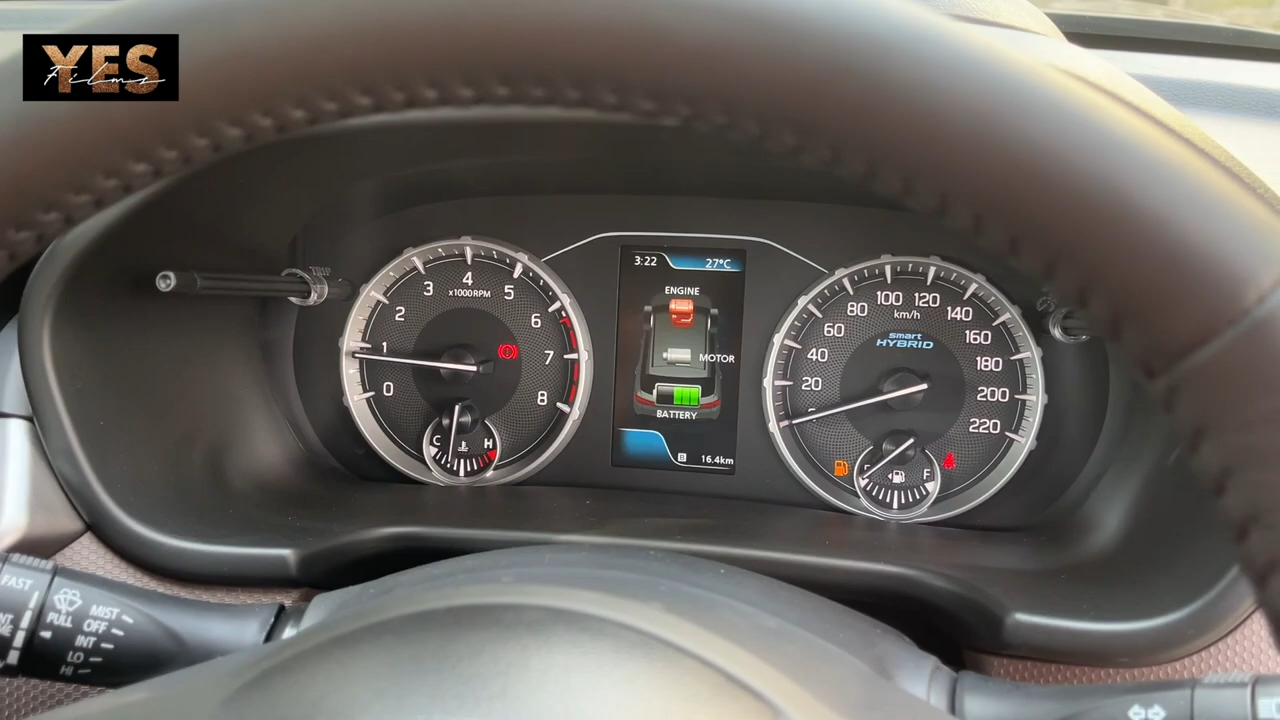 YES
Films
0
1
2
3
4
5
6
7
8
x1000RPM
C
H
3:22
27°C
ENGINE
MOTOR
BATTERY
B
16.4km
20
40
60
80
100
120
140
160
180
200
220
km/h
smart
HYBRID
F
FAST
PULL
MIST
OFF
INT
LO
HI